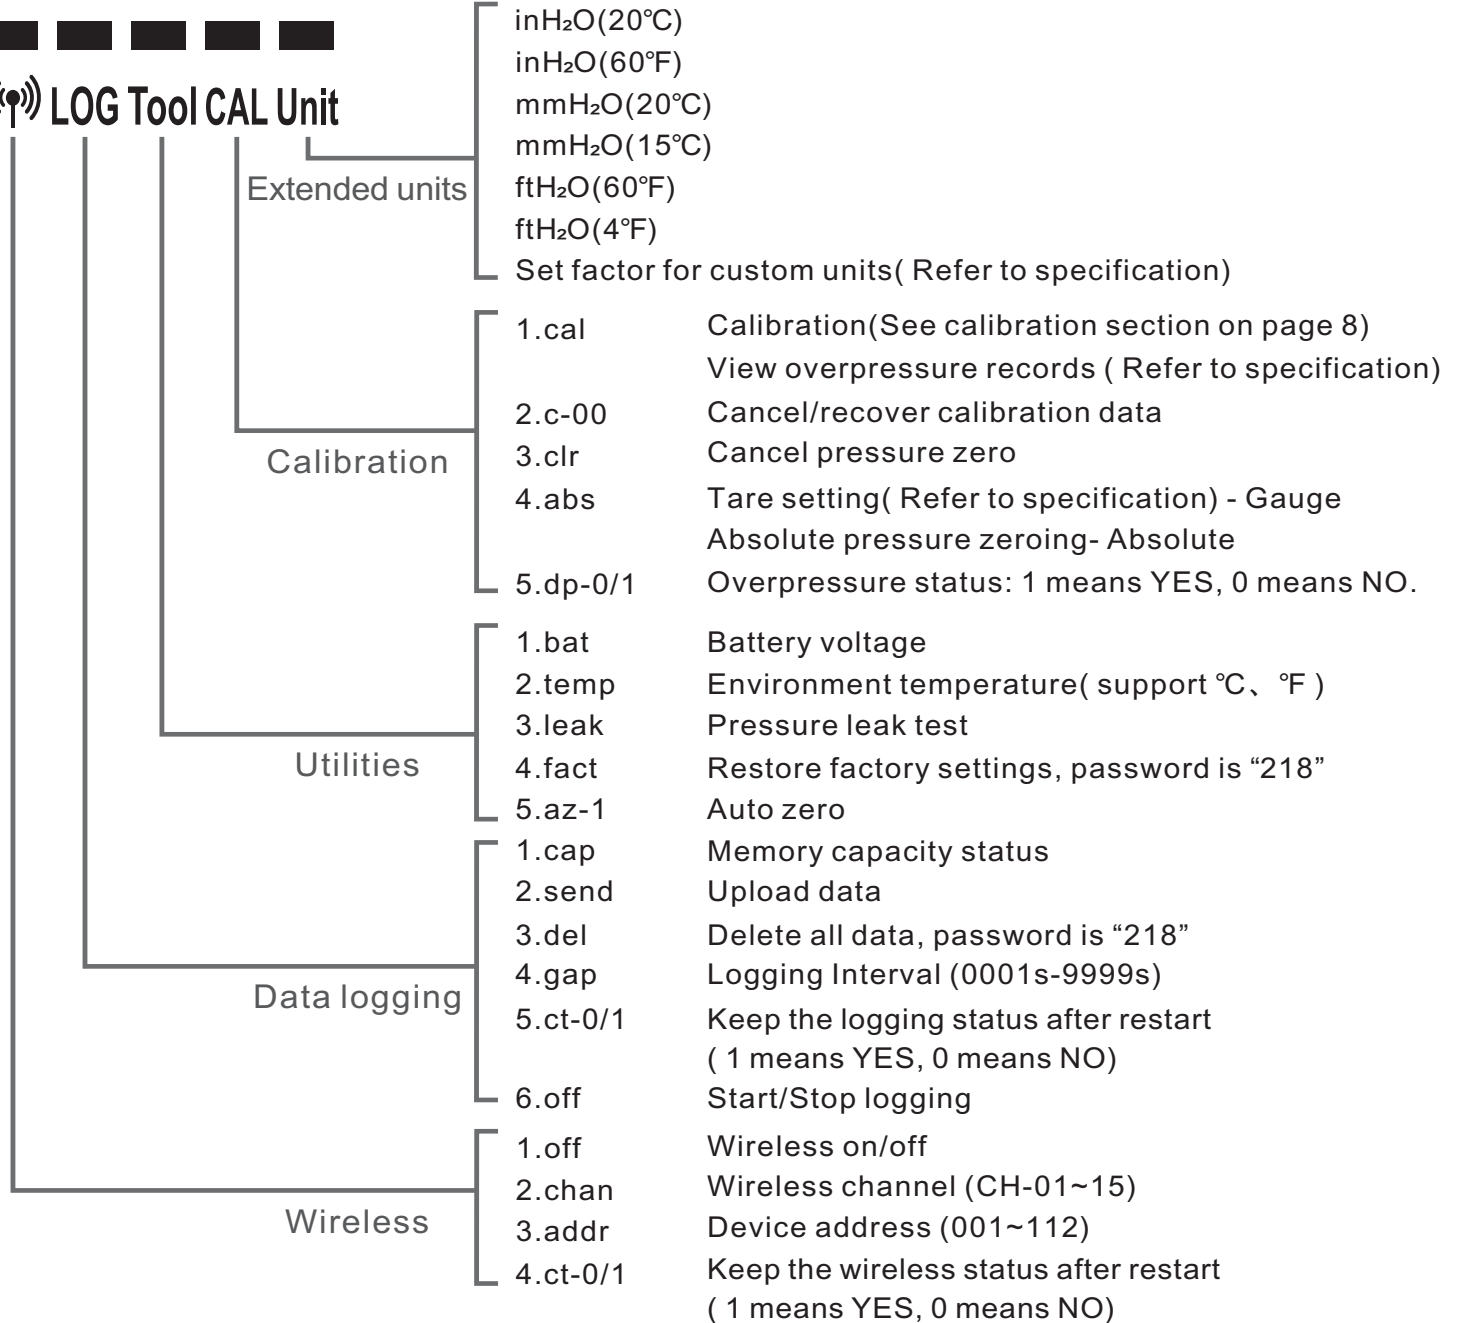 LOG Tool CAL Unit
inH₂O(20℃)
inH₂O(60℉)
mmH₂O(20℃)
mmH₂O(15℃)
Extended units
ftH₂O(60℉)
ftH₂O(4℉)
Set factor for custom units( Refer to specification)
1.cal Calibration(See calibration section on page 8)
View overpressure records ( Refer to specification)
2.c-00 Cancel/recover calibration data
Calibration
3.clr Cancel pressure zero
4.abs Tare setting( Refer to specification) - Gauge
Absolute pressure zeroing- Absolute
5.dp-0/1 Overpressure status: 1 means YES, 0 means NO.
1.bat Battery voltage
2.temp Environment temperature( support ℃、℉ )
3.leak Pressure leak test
Utilities
4.fact Restore factory settings, password is “218”
5.az-1 Auto zero
1.cap Memory capacity status
2.send Upload data
3.del Delete all data, password is “218”
4.gap Logging Interval (0001s-9999s)
Data logging
5.ct-0/1 Keep the logging status after restart
( 1 means YES, 0 means NO)
6.off Start/Stop logging
1.off Wireless on/off
2.chan Wireless channel (CH-01~15)
Wireless
3.addr Device address (001~112)
4.ct-0/1 Keep the wireless status after restart
( 1 means YES, 0 means NO)